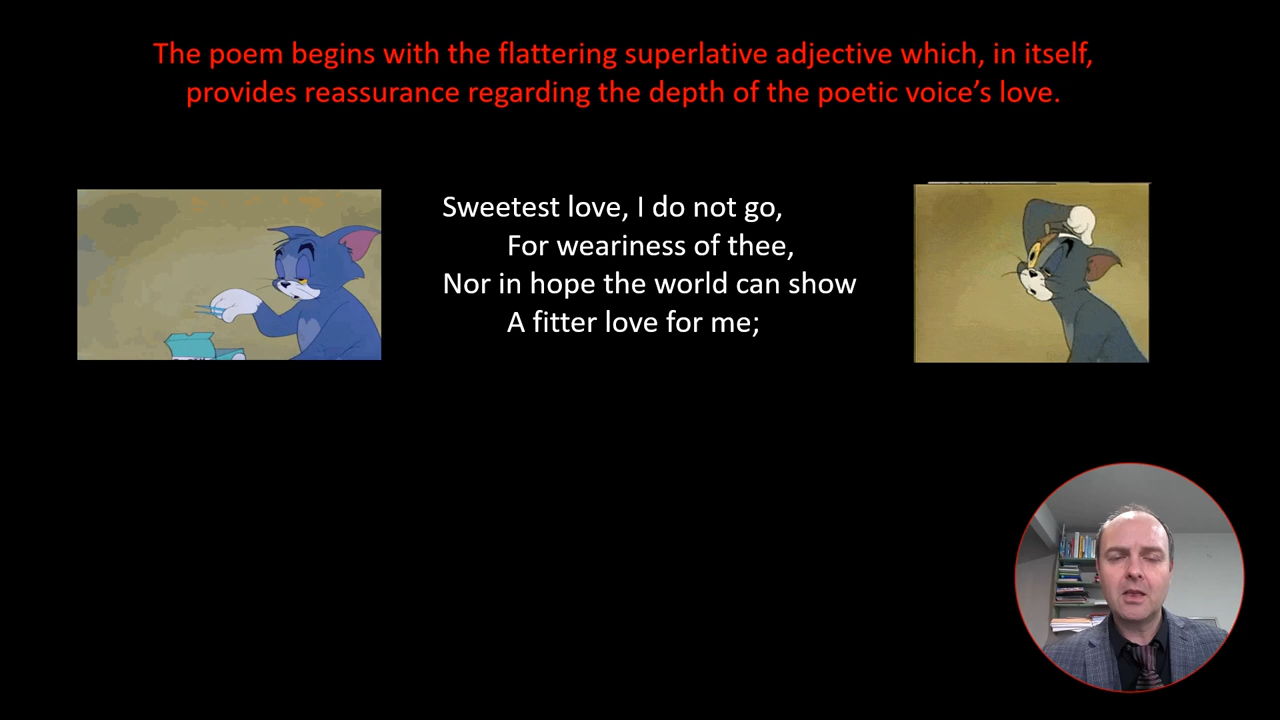 The poem begins with the flattering superlative adjective which, in itself,
provides reassurance regarding the depth of the poetic voice’s love.
Sweetest love, I do not go,
For weariness of thee,
Nor in hope the world can show
A fitter love for me;